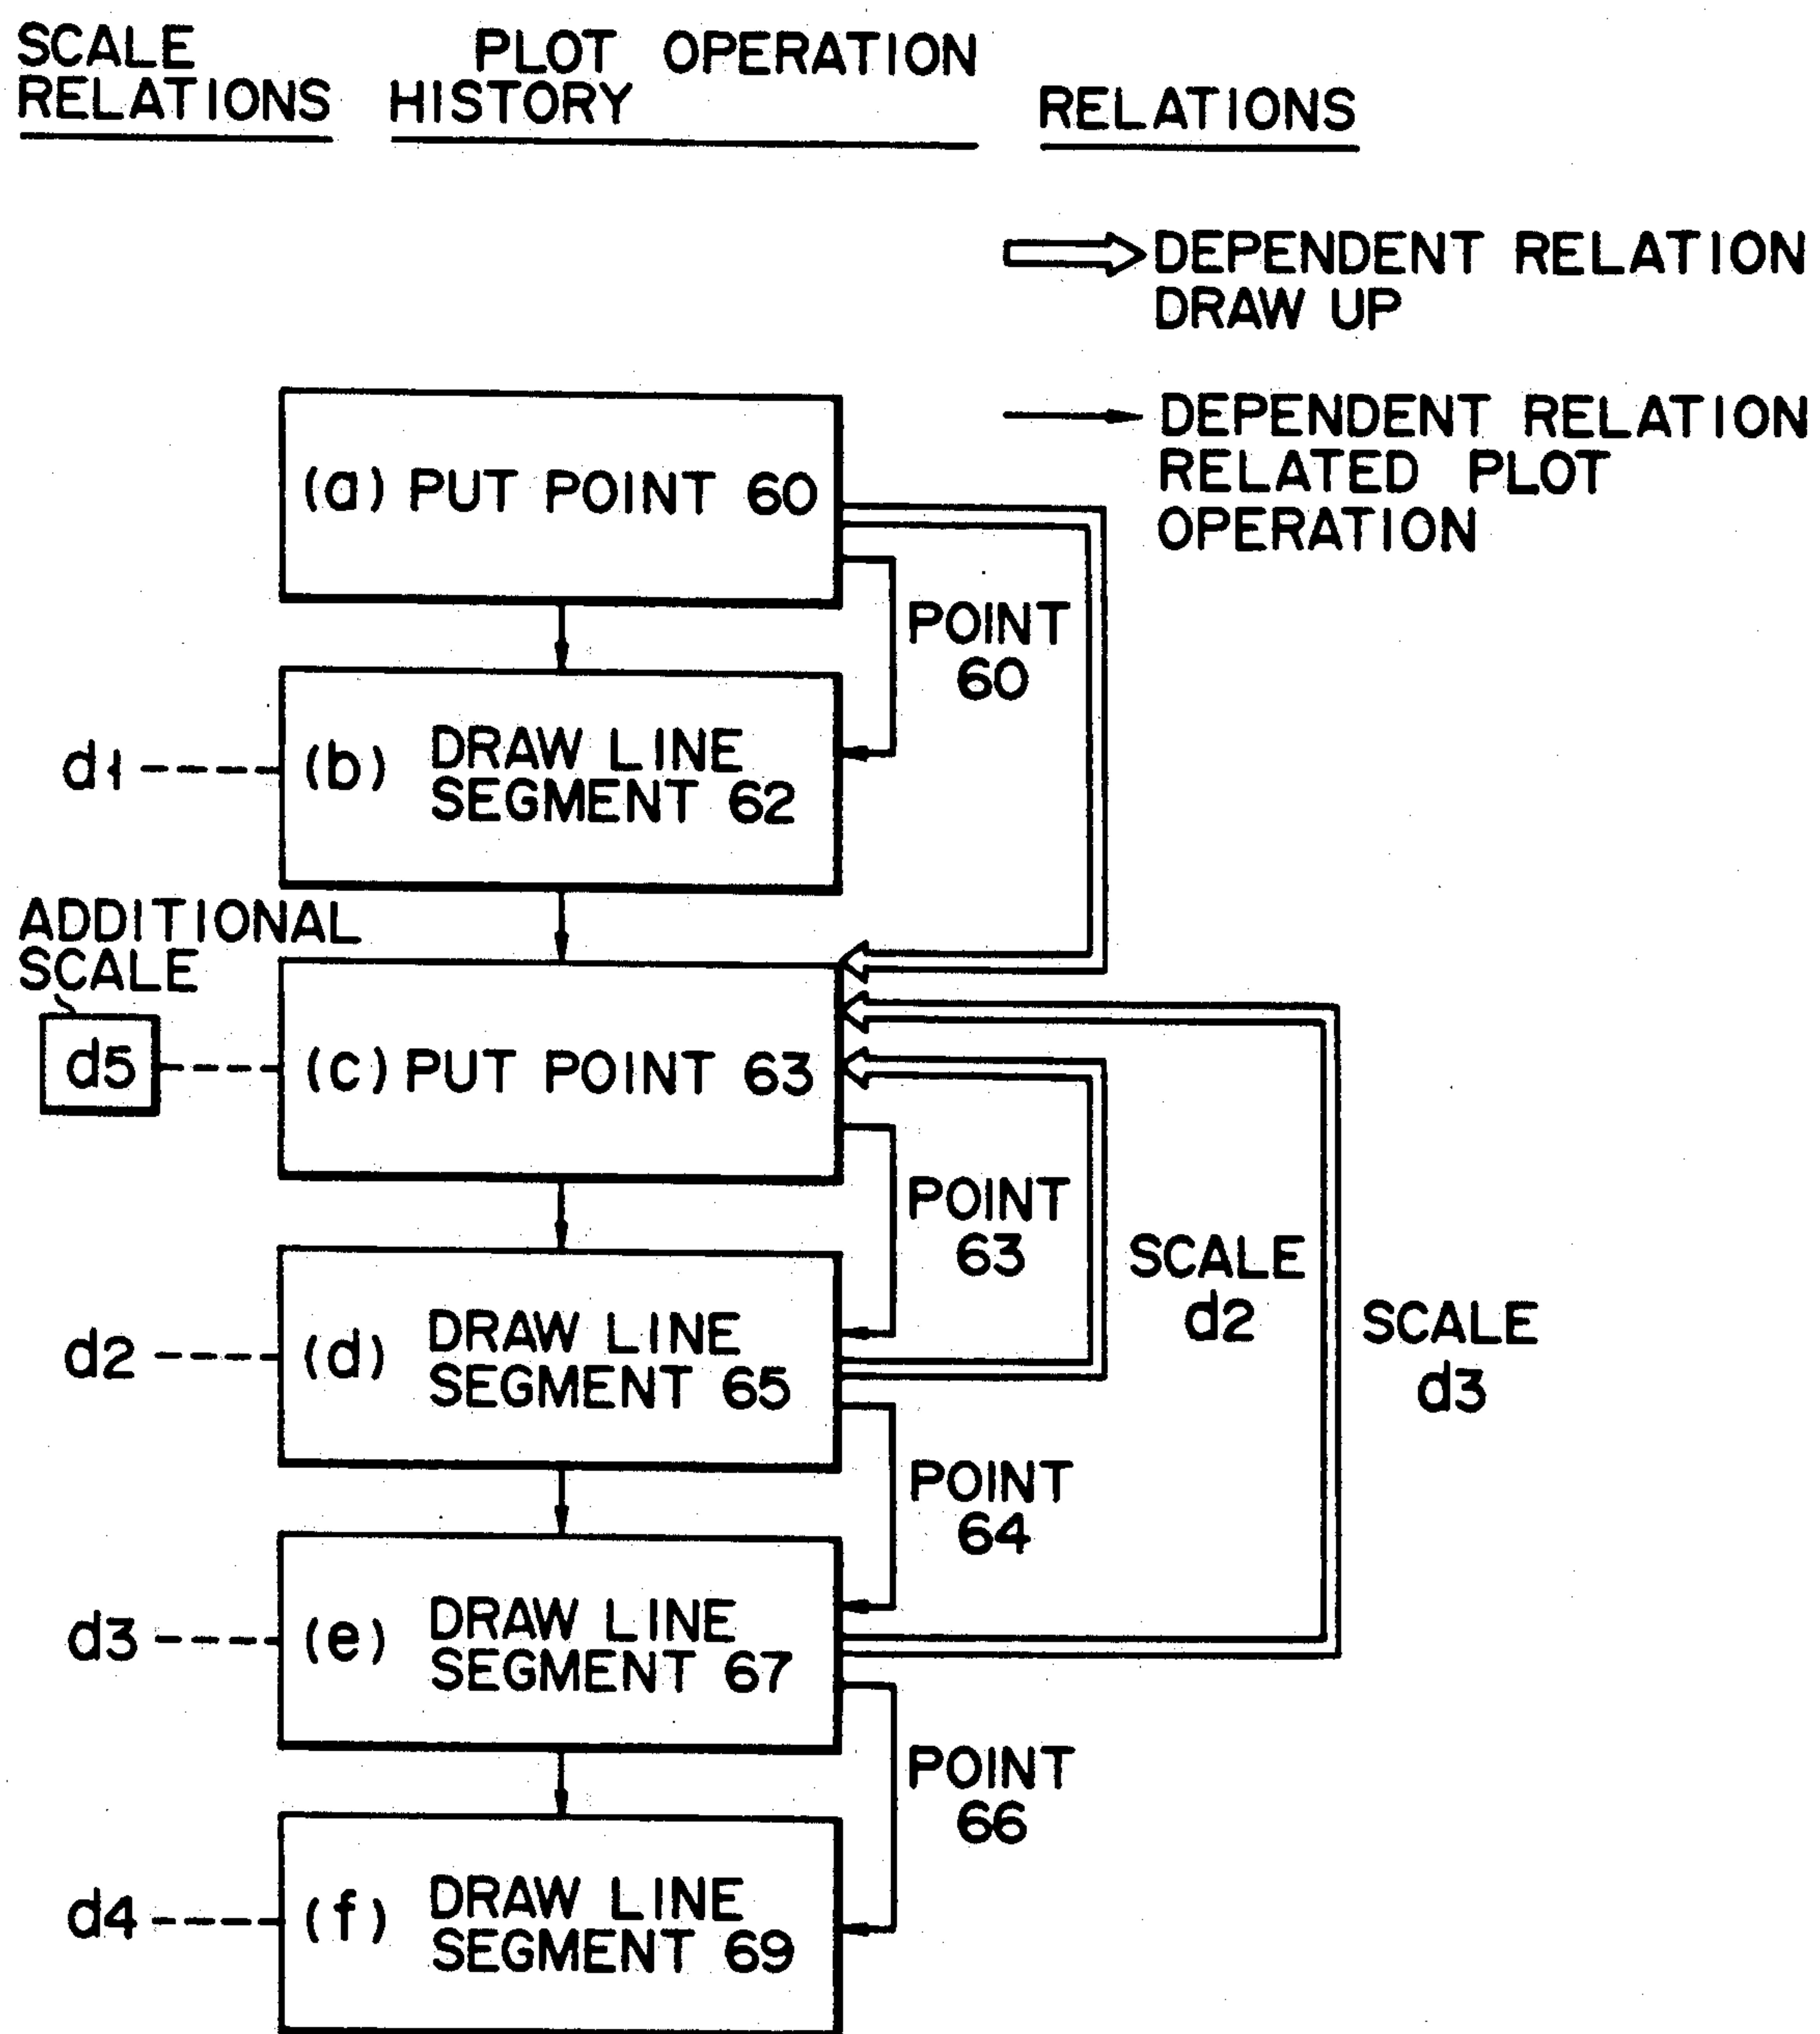 SCALE
RELATIONS
PLOT OPERATION
HISTORY
RELATIONS
DEPENDENT RELATION
DRAW UP
DEPENDENT RELATION
RELATED PLOT
OPERATION
(a) PUT POINT 60
POINT
60
d1
(b) DRAW LINE
SEGMENT 62
ADDITIONAL
SCALE
d5
(c) PUT POINT 63
POINT
63
SCALE
d2
SCALE
d3
d2
(d) DRAW LINE
SEGMENT 65
POINT
64
d3
(e) DRAW LINE
SEGMENT 67
POINT
66
d4
(f) DRAW LINE
SEGMENT 69